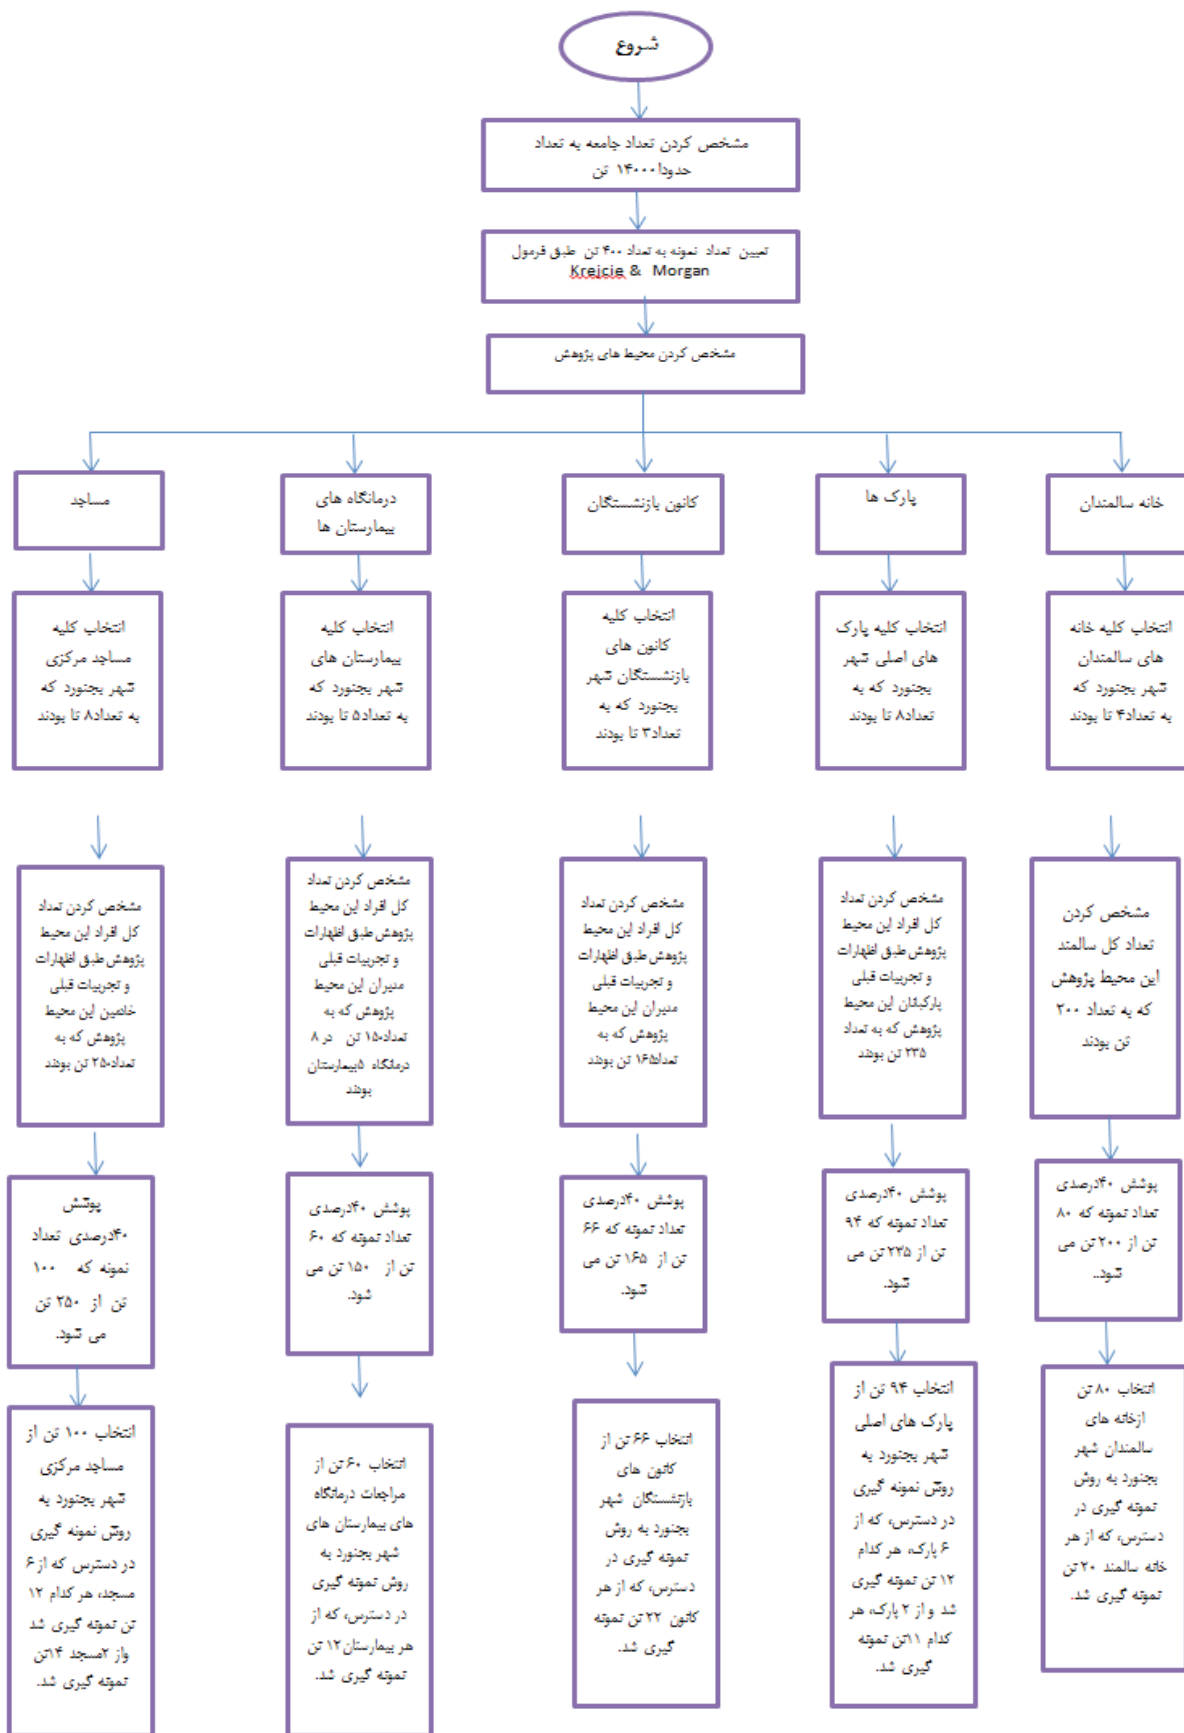 شروع
مشخص کردن تعداد جامعه به تعداد
حدودا ۱۴۰۰۰ تن
تعیین تعداد نمونه به تعداد ۴۰۰ تن طبق فرمول
Krejcie & Morgan
مشخص کردن محیط های پژوهش
خانه سالمندان
پارک ها
کانون بازنشستگان
درمانگاه های
بیمارستان ها
مساجد
انتخاب کلیه خانه
های سالمندان
شهر بجنورد که
به تعداد۴ تا بودند
انتخاب کلیه پارک
های اصلی شهر
بجنورد که به
تعداد۸ تا بودند
انتخاب کلیه
کانون های
بازنشستگان شهر
بجنورد که به
تعداد۳ تا بودند
انتخاب کلیه
بیمارستان های
شهر بجنورد که
به تعداد۵ تا بودند
انتخاب کلیه
مساجد مرکزی
شهر بجنورد که
به تعداد۸ تا بودند
مشخص کردن
تعداد کل سالمند
این محیط پژوهش
که به تعداد ۲۰۰
تن بودند
مشخص کردن تعداد
کل افراد این محیط
پژوهش طبق اظهارات
و تجربیات قبلی
پارکبانان این محیط
پژوهش که به تعداد
۲۳۵ تن بودند
مشخص کردن تعداد
کل افراد این محیط
پژوهش طبق اظهارات
و تجربیات قبلی
مدیران این محیط
پژوهش که به
تعداد۱۶۵ تن بودند
مشخص کردن تعداد
کل افراد این محیط
پژوهش طبق اظهارات
و تجربیات قبلی
مدیران این محیط
پژوهش که به
تعداد۱۵۰ تن در ۸
درمانگاه ۵بیمارستان
بودند
مشخص کردن تعداد
کل افراد این محیط
پژوهش طبق اظهارات
و تجربیات قبلی
خادمین این محیط
پژوهش که به
تعداد۲۵۰ تن بودند
پوشش ۴۰درصدی
تعداد نمونه که ۸۰
تن از ۲۰۰ تن می
شود..
پوشش ۴۰درصدی
تعداد نمونه که ۹۴
تن از ۲۳۵ تن می
شود.
پوشش ۴۰درصدی
تعداد نمونه که ۶۶
تن از ۱۶۵ تن می
شود.
پوشش ۴۰درصدی
تعداد نمونه که ۶۰
تن از ۱۵۰ تن می
شود.
پوشش
۴۰درصدی تعداد
نمونه که ۱۰۰
تن از ۲۵۰ تن
می شود.
انتخاب ۸۰ تن
ازخانه های
سالمندان شهر
بجنورد به روش
نمونه گیری در
دسترس، که از هر
خانه سالمند ۲۰ تن
نمونه گیری شد.
انتخاب ۹۴ تن از
پارک های اصلی
شهر بجنورد به
روش نمونه گیری
در دسترس، که از
۶ پارک، هر کدام
۱۲ تن نمونه گیری
شد و از ۲ پارک، هر
کدام ۱۱تن نمونه
گیری شد.
انتخاب ۶۶ تن از
کانون های
بازنشستگان شهر
بجنورد به روش
نمونه گیری در
دسترس، که از هر
کانون ۲۲ تن نمونه
گیری شد.
انتخاب ۶۰ تن از
مراجعات درمانگاه
های بیمارستان های
شهر بجنورد به
روش نمونه گیری
در دسترس، که از
هر بیمارستان۱۲ تن
نمونه گیری شد.
انتخاب ۱۰۰ تن از
مساجد مرکزی
شهر بجنورد به
روش نمونه گیری
در دسترس که از ۶
مسجد، هر کدام ۱۲
تن نمونه گیری شد
واز ۲مسجد ۱۴تن
نمونه گیری شد.